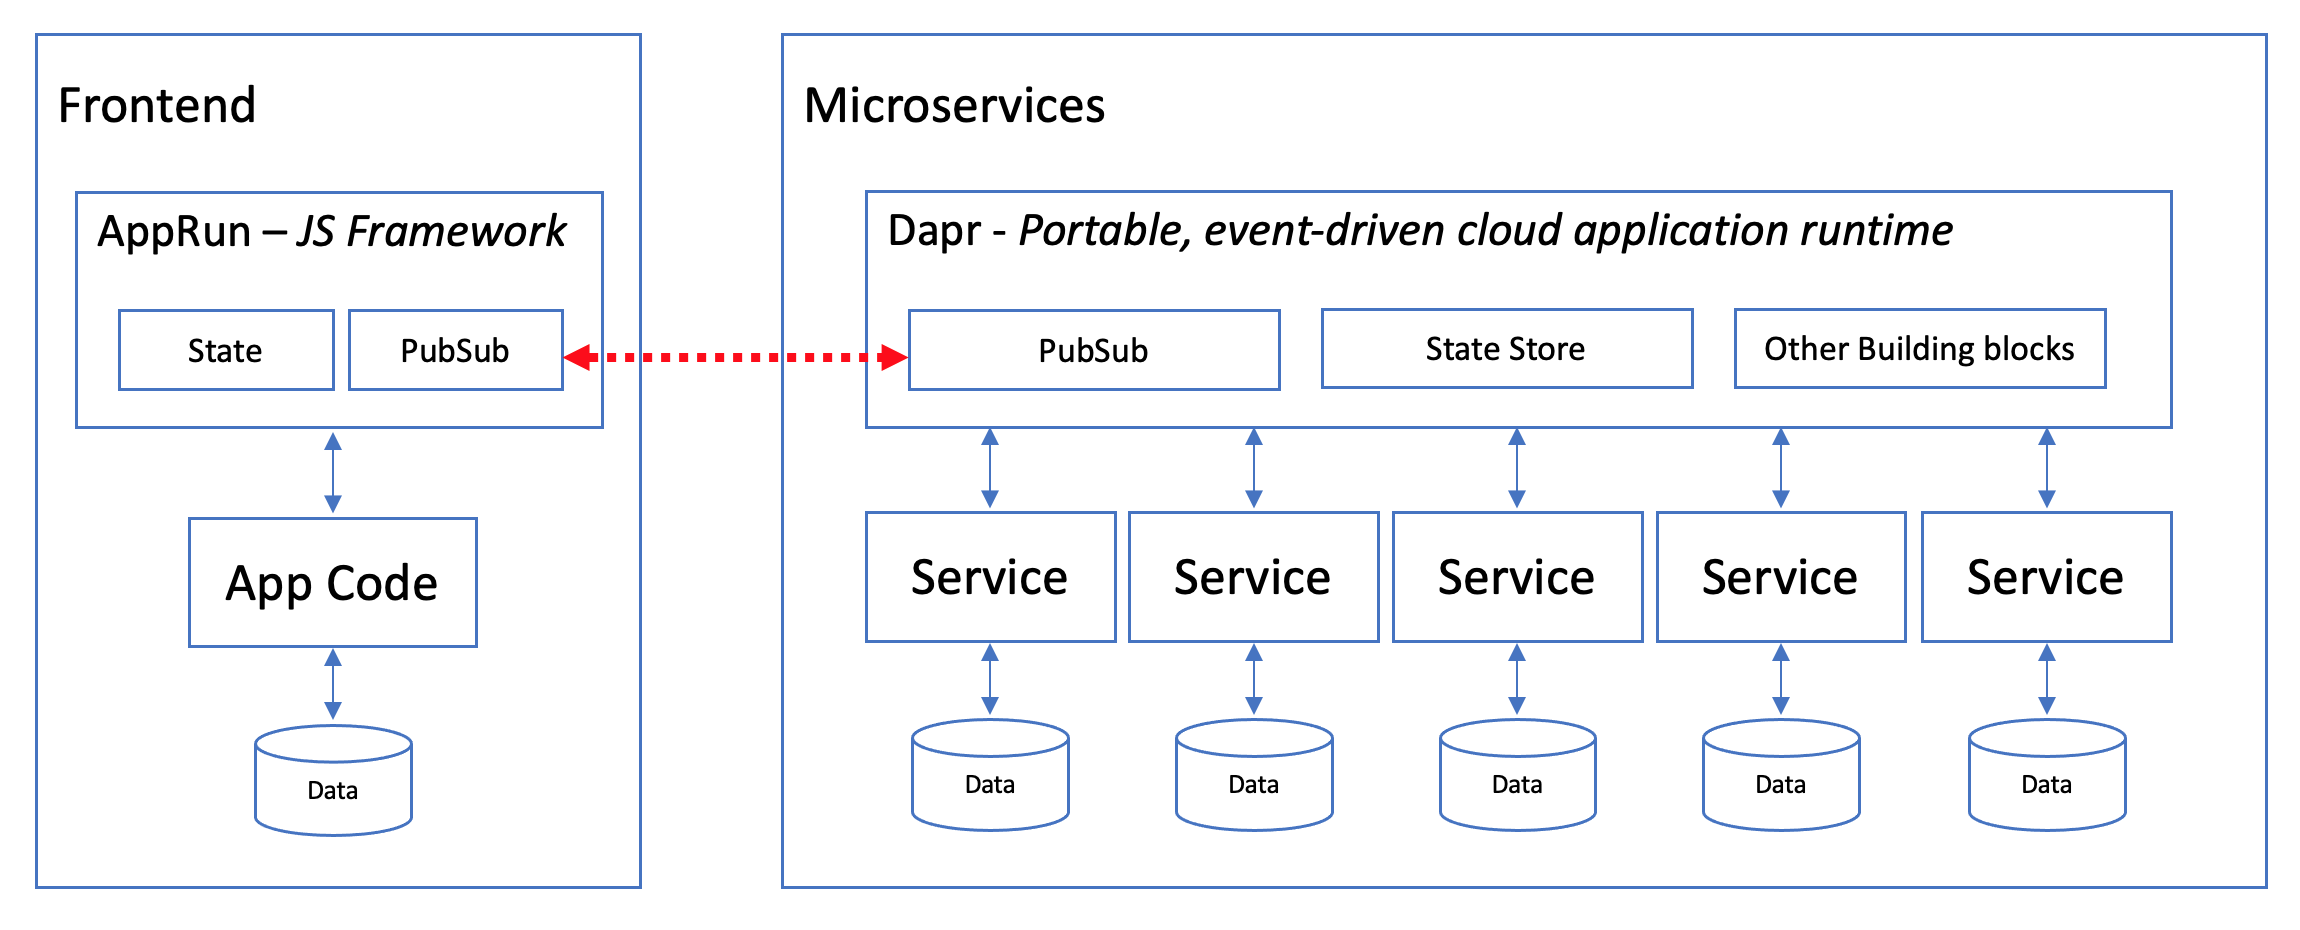 Frontend
AppRun – JS Framework
State
PubSub
App Code
Data
Microservices
Dapr - Portable, event-driven cloud application runtime
PubSub
State Store
Other Building blocks
Service
Service
Service
Service
Service
Data
Data
Data
Data
Data